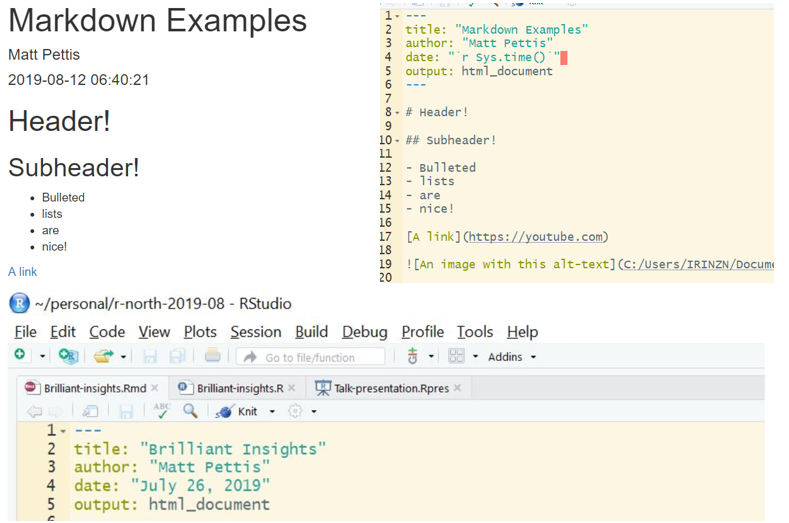 Markdown Examples
Matt Pettis
2019-08-12 06:40:21
Header!
Subheader!
• Bulleted
• lists
• are
• nice!
A link
1 ---
2 title: "Markdown Examples"
3 author: "Matt Pettis"
4 date: "`r Sys.time()`"
5 output: html_document
6 ---
7
8 # Header!
9
10 ## Subheader!
11
12 - Bulleted
13 - lists
14 - are
15 - nice!
16
17 [A link](https://youtube.com)
18
19 ![An image with this alt-text](C:/Users/IRINZN/Docume
20
R ~/personal/r-north-2019-08 - RStudio
File Edit Code View Plots Session Build Debug Profile Tools Help
Go to file/function Addins
Brilliant-insights.Rmd Brilliant-insights.R Talk-presentation.Rpres
ABC Knit
1 ---
2 title: "Brilliant Insights"
3 author: "Matt Pettis"
4 date: "July 26, 2019"
5 output: html_document